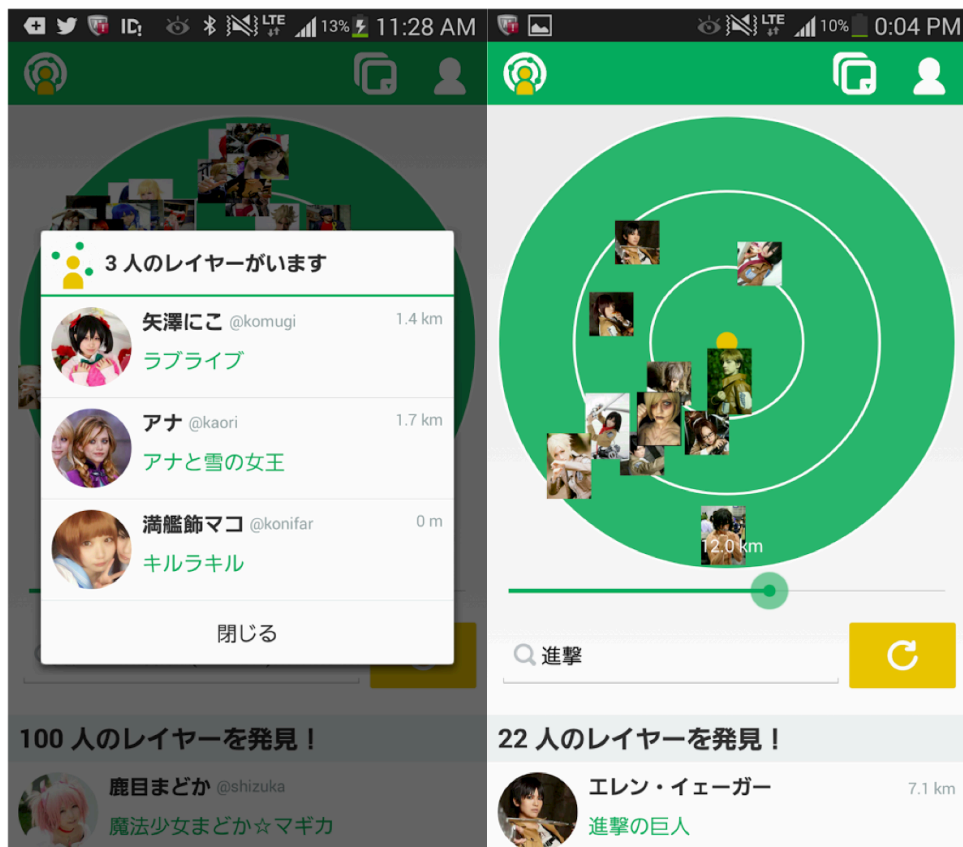 ID;
LTE
13%
11:28 AM
3 人のレイヤーがいます
矢澤にこ @komugi 1.4 km
ラブライブ
アナ @kaori 1.7 km
アナと雪の女王
満艦飾マコ @konifar 0 m
キルラキル
閉じる
100 人のレイヤーを発見！
鹿目まどか @shizuka
魔法少女まどか☆マギカ
LTE
10%
0:04 PM
12.0 km
進撃
22 人のレイヤーを発見！
エレン・イェーガー 7.1 km
進撃の巨人